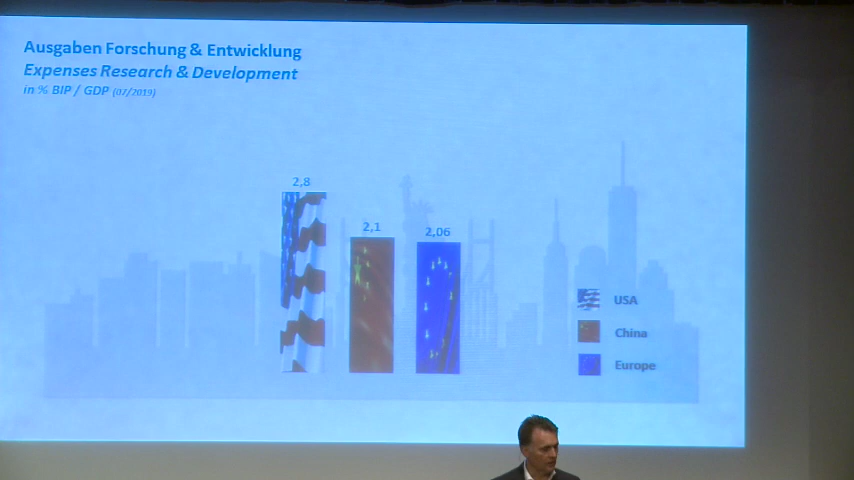 Ausgaben Forschung & Entwicklung
Expenses Research & Development
in % BIP / GDP (07/2019)
2,8
2,1
2,06
USA
China
Europe